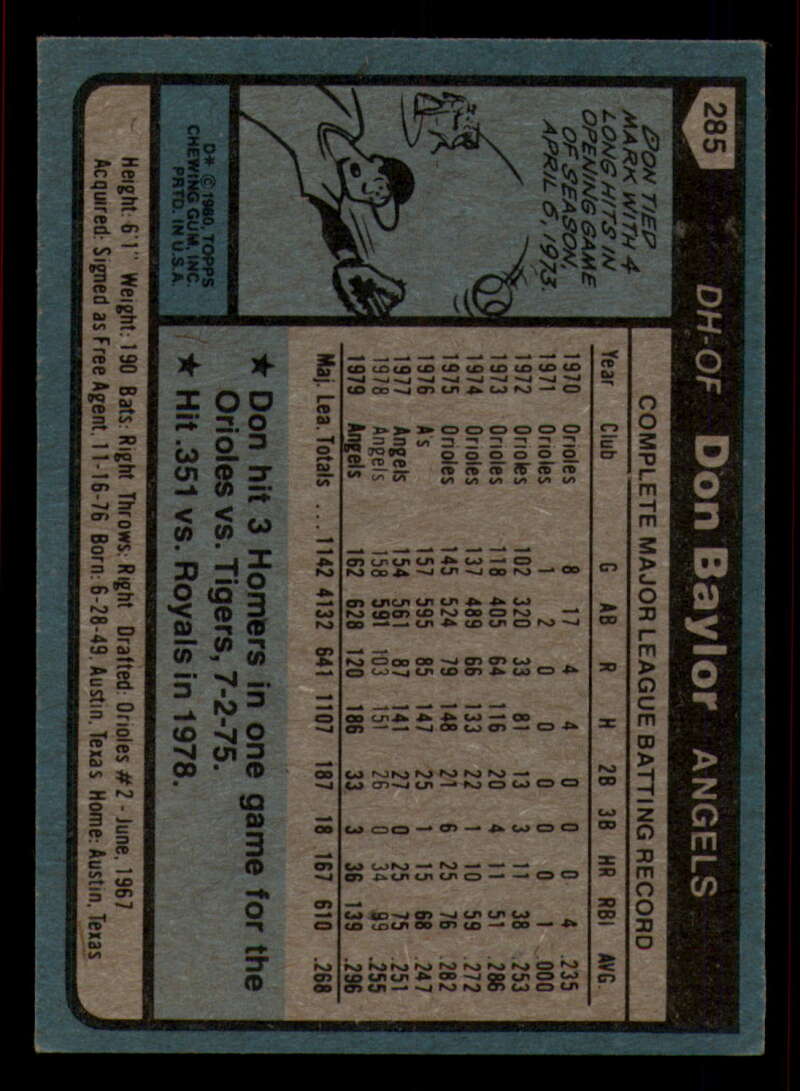 285 DH-OF Don Baylor ANGELS
DON TIED
MARK WITH 4
LONG HITS IN
OPENING GAME
OF SEASON,
APRIL 6, 1973.
D* © 1980, TOPPS
CHEWING GUM, INC.
PRTD. IN U.S.A.
COMPLETE MAJOR LEAGUE BATTING RECORD
Year Club G AB R H 2B 3B HR RBI AVG.
1970 Orioles 8 17 4 4 0 0 0 4 .235
1971 Orioles 1 2 0 0 0 0 0 1 .000
1972 Orioles 102 320 33 81 13 3 11 38 .253
1973 Orioles 118 405 64 116 20 4 11 51 .286
1974 Orioles 137 489 66 133 22 1 10 59 .272
1975 Orioles 145 524 79 148 21 6 25 76 .282
1976 As 157 595 85 147 25 1 15 68 .247
1977 Angels 154 561 87 141 27 0 25 75 .251
1978 Angels 158 591 103 151 26 0 34 99 .255
1979 Angels 162 628 120 186 33 3 36 139 .296
Maj. Lea. Totals ... 1142 4132 641 1107 187 18 167 610 .268
★ Don hit 3 Homers in one game for the
Orioles vs. Tigers, 7-2-75.
★ Hit .351 vs. Royals in 1978.
Height: 6'1" Weight: 190 Bats: Right Throws: Right Drafted: Orioles #2 - June, 1967
Acquired: Signed as Free Agent, 11-16-76 Born: 6-28-49, Austin, Texas Home: Austin, Texas